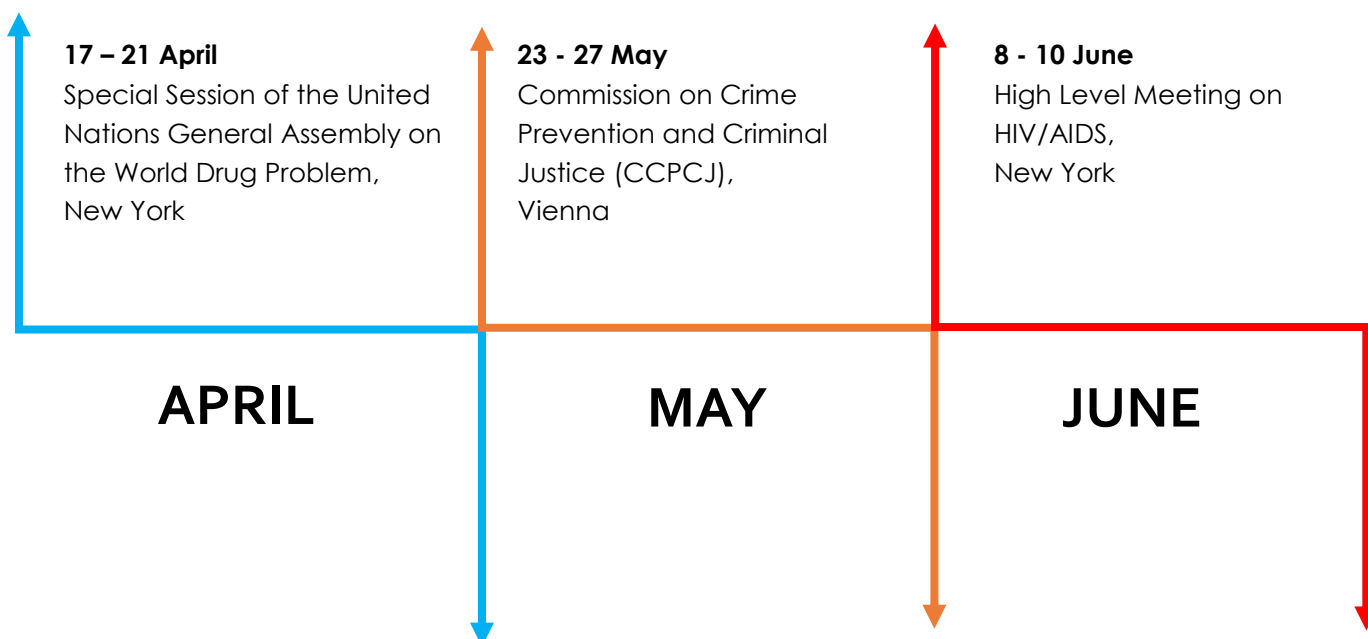 17 – 21 April
Special Session of the United
Nations General Assembly on
the World Drug Problem,
New York
23 - 27 May
Commission on Crime
Prevention and Criminal
Justice (CCPCJ),
Vienna
8 - 10 June
High Level Meeting on
HIV/AIDS,
New York
APRIL
MAY
JUNE